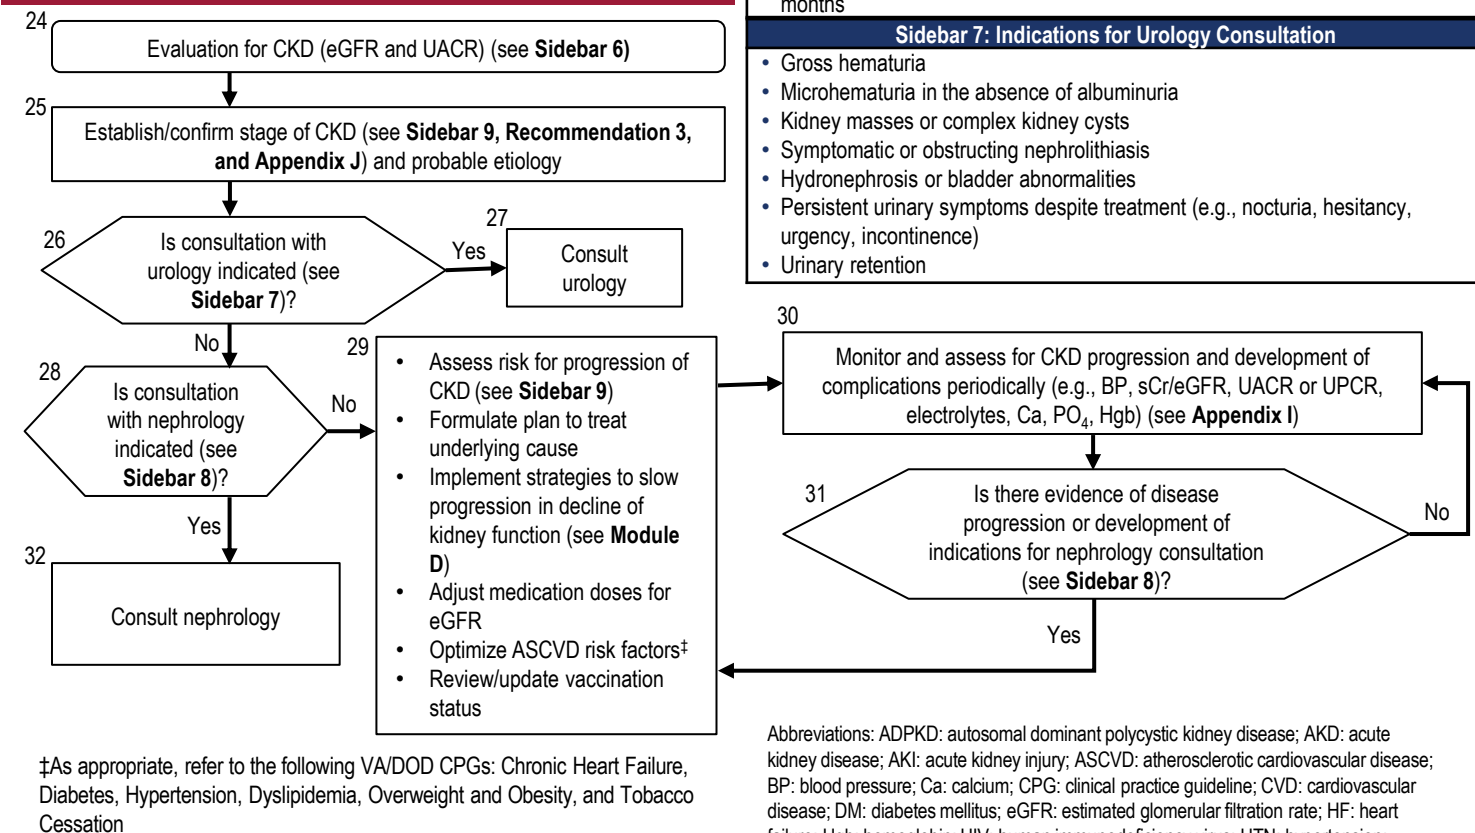 24
Evaluation for CKD (eGFR and UACR) (see Sidebar 6)
25
Establish/confirm stage of CKD (see Sidebar 9, Recommendation 3,
and Appendix J) and probable etiology
26
Is consultation with
urology indicated (see
Sidebar 7)?
Yes
27
Consult
urology
No
28
Is consultation
with nephrology
indicated (see
Sidebar 8)?
No
Yes
32
Consult nephrology
29
• Assess risk for progression of
CKD (see Sidebar 9)
• Formulate plan to treat
underlying cause
• Implement strategies to slow
progression in decline of
kidney function (see Module
D)
• Adjust medication doses for
eGFR
• Optimize ASCVD risk factors‡
• Review/update vaccination
status
‡As appropriate, refer to the following VA/DOD CPGs: Chronic Heart Failure,
Diabetes, Hypertension, Dyslipidemia, Overweight and Obesity, and Tobacco
Cessation
months
Sidebar 7: Indications for Urology Consultation
• Gross hematuria
• Microhematuria in the absence of albuminuria
• Kidney masses or complex kidney cysts
• Symptomatic or obstructing nephrolithiasis
• Hydronephrosis or bladder abnormalities
• Persistent urinary symptoms despite treatment (e.g., nocturia, hesitancy,
urgency, incontinence)
• Urinary retention
30
Monitor and assess for CKD progression and development of
complications periodically (e.g., BP, sCr/eGFR, UACR or UPCR,
electrolytes, Ca, PO₄, Hgb) (see Appendix I)
31
Is there evidence of disease
progression or development of
indications for nephrology consultation
(see Sidebar 8)?
No
Yes
Abbreviations: ADPKD: autosomal dominant polycystic kidney disease; AKD: acute
kidney disease; AKI: acute kidney injury; ASCVD: atherosclerotic cardiovascular disease;
BP: blood pressure; Ca: calcium; CPG: clinical practice guideline; CVD: cardiovascular
disease; DM: diabetes mellitus; eGFR: estimated glomerular filtration rate; HF: heart